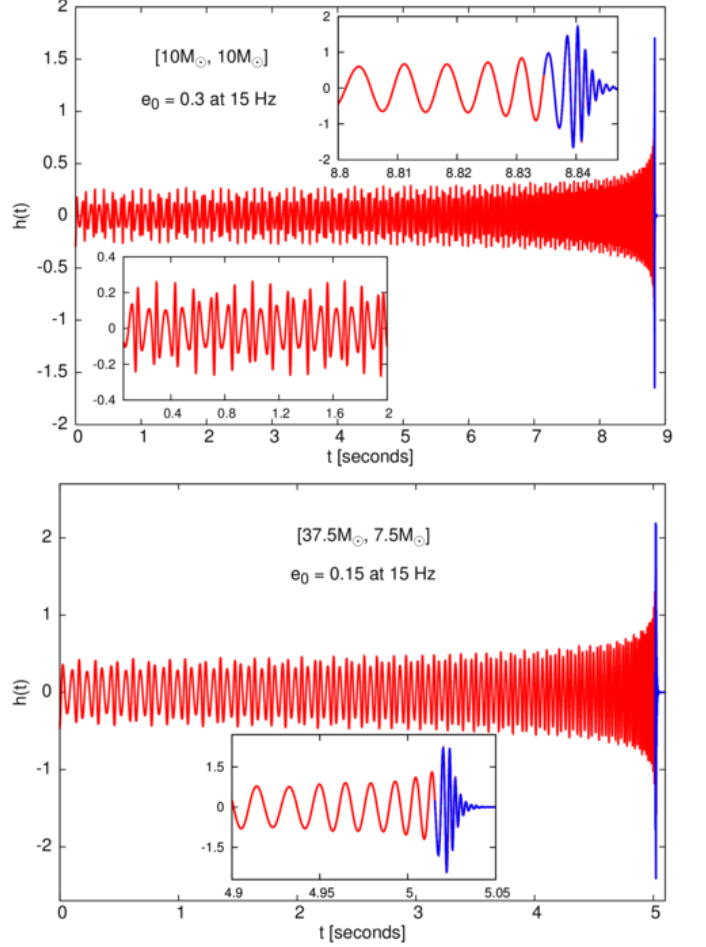 2
1.5
1
0.5
0
-0.5
-1
-1.5
-2
h(t)
[10M☉, 10M☉]
e₀ = 0.3 at 15 Hz
2
1
0
-1
-2
8.8 8.81 8.82 8.83 8.84
0.4
0.2
0
-0.2
-0.4
0.4 0.8 1.2 1.6 2
0 1 2 3 4 5 6 7 8 9
t [seconds]
2
1
0
-1
-2
h(t)
[37.5M☉, 7.5M☉]
e₀ = 0.15 at 15 Hz
1.5
0
-1.5
4.9 4.95 5 5.05
0 1 2 3 4 5
t [seconds]